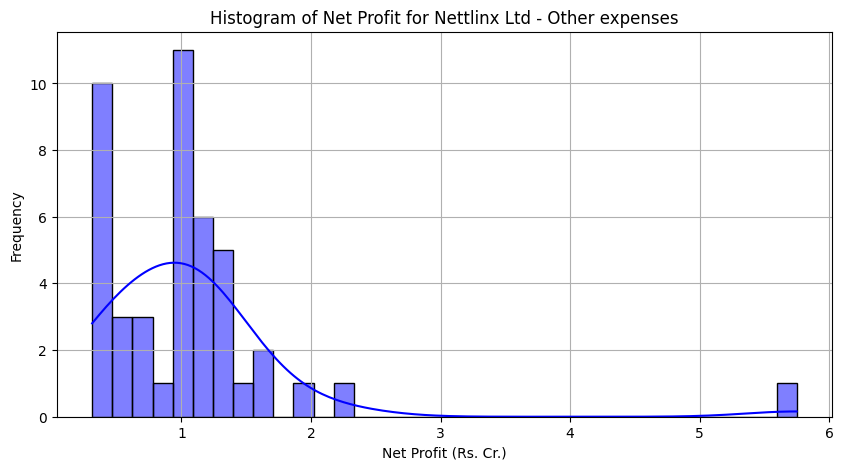 Histogram of Net Profit for Nettlinx Ltd - Other expenses
Frequency
10
8
6
4
2
0
1 2 3 4 5 6
Net Profit (Rs. Cr.)